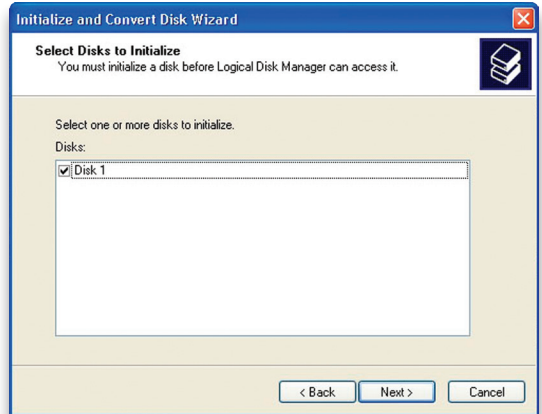 Initialize and Convert Disk Wizard
Select Disks to Initialize
You must initialize a disk before Logical Disk Manager can access it.
Select one or more disks to initialize.
Disks:
Disk 1
< Back
Next >
Cancel